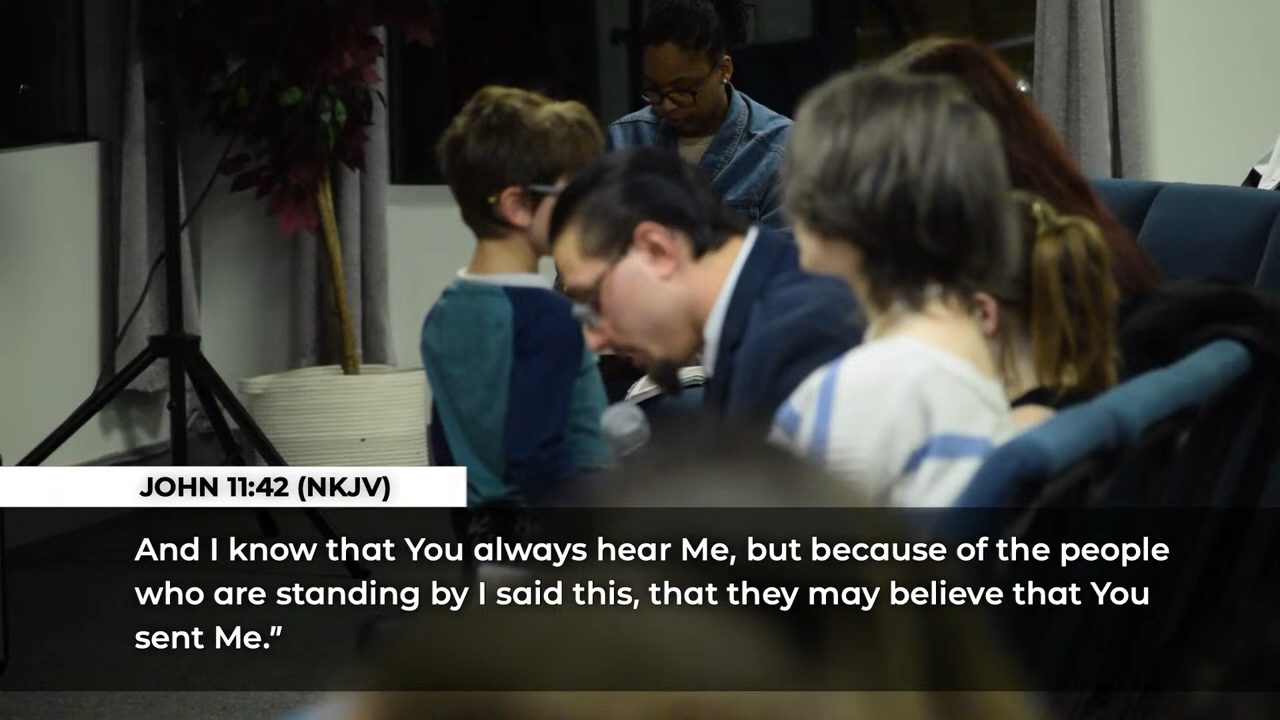 JOHN 11:42 (NKJV)
And I know that You always hear Me, but because of the people
who are standing by I said this, that they may believe that You
sent Me.”